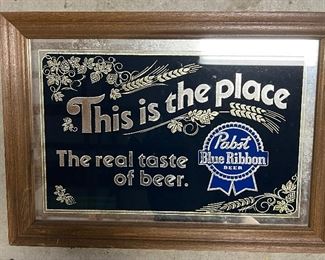 This is the place
The real taste
of beer.
Pabst
Blue Ribbon
BEER